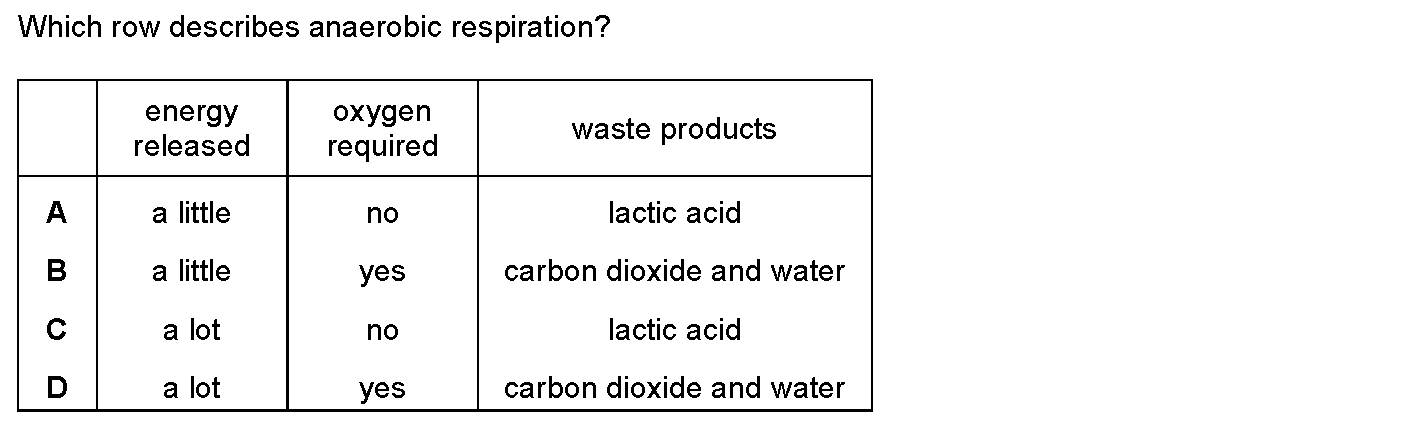 Which row describes anaerobic respiration?
energy released oxygen required waste products
A a little no lactic acid
B a little yes carbon dioxide and water
C a lot no lactic acid
D a lot yes carbon dioxide and water